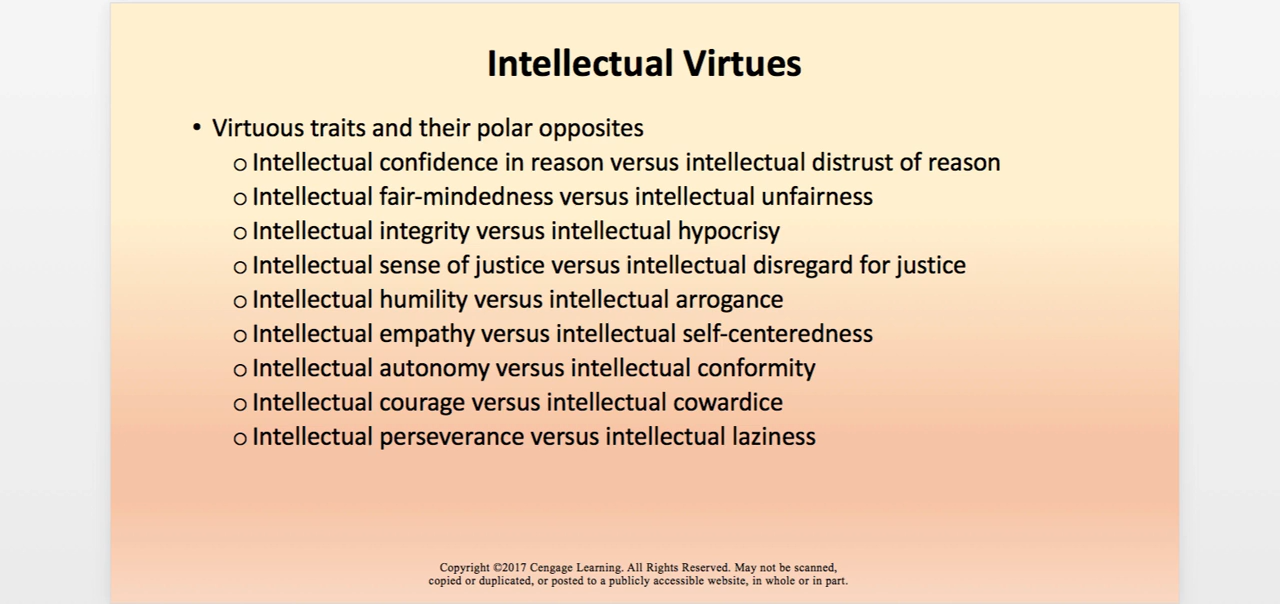 Intellectual Virtues
• Virtuous traits and their polar opposites
o Intellectual confidence in reason versus intellectual distrust of reason
o Intellectual fair-mindedness versus intellectual unfairness
o Intellectual integrity versus intellectual hypocrisy
o Intellectual sense of justice versus intellectual disregard for justice
o Intellectual humility versus intellectual arrogance
o Intellectual empathy versus intellectual self-centeredness
o Intellectual autonomy versus intellectual conformity
o Intellectual courage versus intellectual cowardice
o Intellectual perseverance versus intellectual laziness
Copyright ©2017 Cengage Learning. All Rights Reserved. May not be scanned,
copied or duplicated, or posted to a publicly accessible website, in whole or in part.